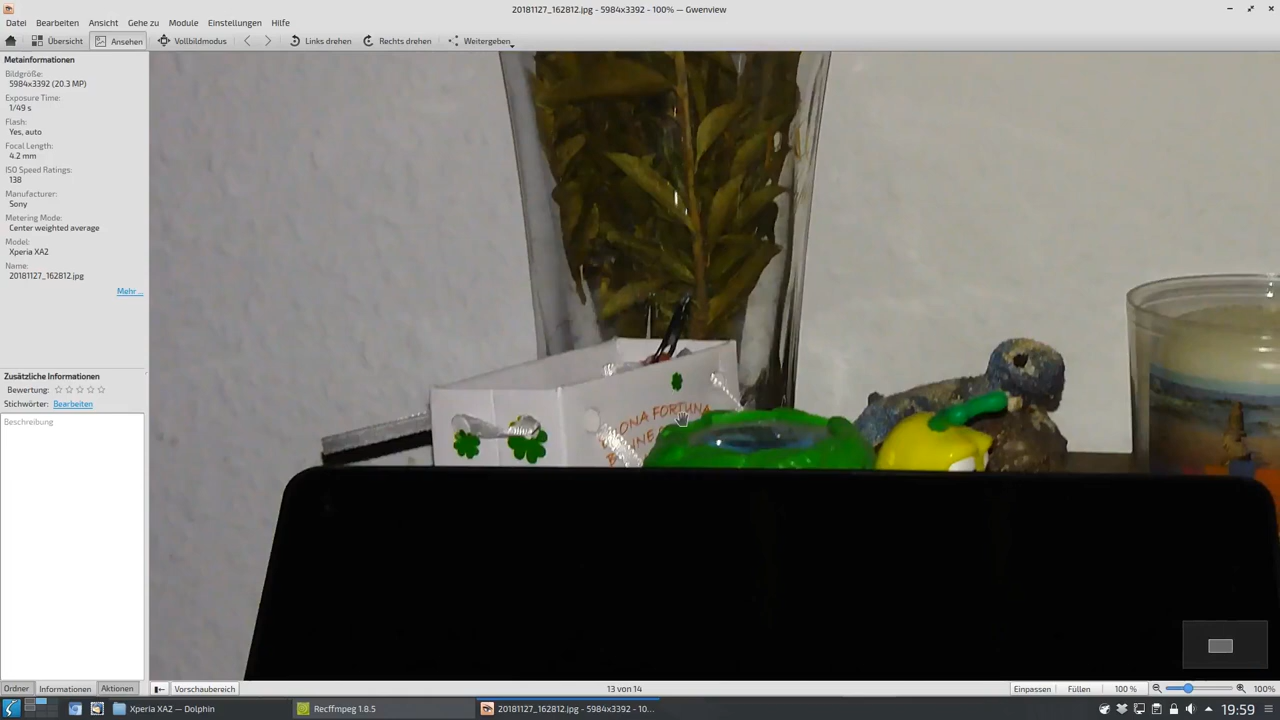 20181127_162812.jpg - 5984x3392 - 100% — Gwenview
Datei Bearbeiten Ansicht Gehe zu Module Einstellungen Hilfe
Übersicht Ansehen Vollbildmodus Links drehen Rechts drehen Weitergeben
Metainformationen
Bildgröße:
5984x3392 (20.3 MP)
Exposure Time:
1/49 s
Flash:
Yes, auto
Focal Length:
4.2 mm
ISO Speed Ratings:
138
Manufacturer:
Sony
Metering Mode:
Center weighted average
Model:
Xperia XA2
Name:
20181127_162812.jpg
Mehr ...
Zusätzliche Informationen
Bewertung:
Stichwörter: Bearbeiten
Beschreibung
FORTUNA
Ordner Informationen Aktionen Vorschaubereich 13 von 14 Einpassen Füllen 100 % 100%
Xperia XA2 — Dolphin Recffmpeg 1.8.5 20181127_162812.jpg - 5984x3392 - 10... 19:59